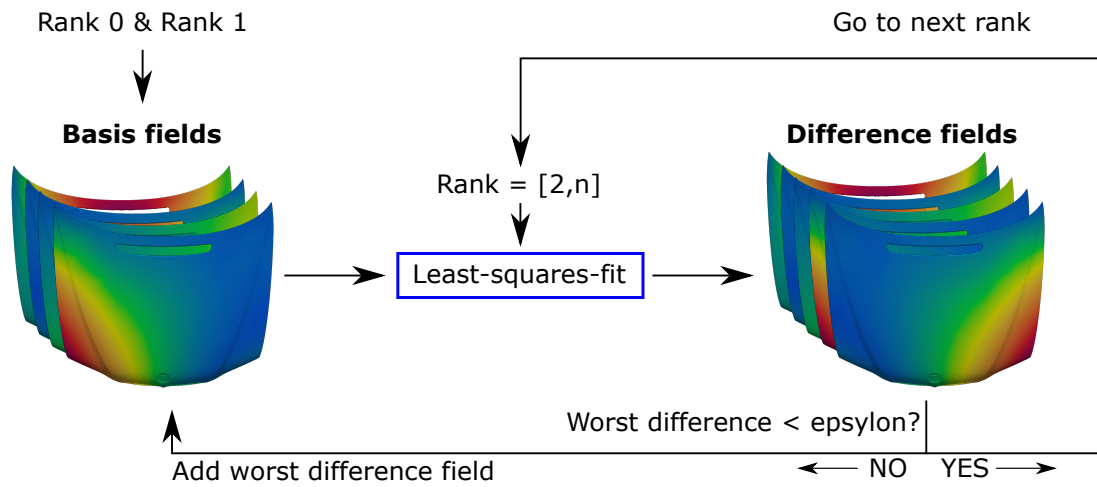 Rank 0 & Rank 1
Go to next rank
Basis fields
Difference fields
Rank = [2,n]
Least-squares-fit
Worst difference < epsylon?
Add worst difference field
NO YES